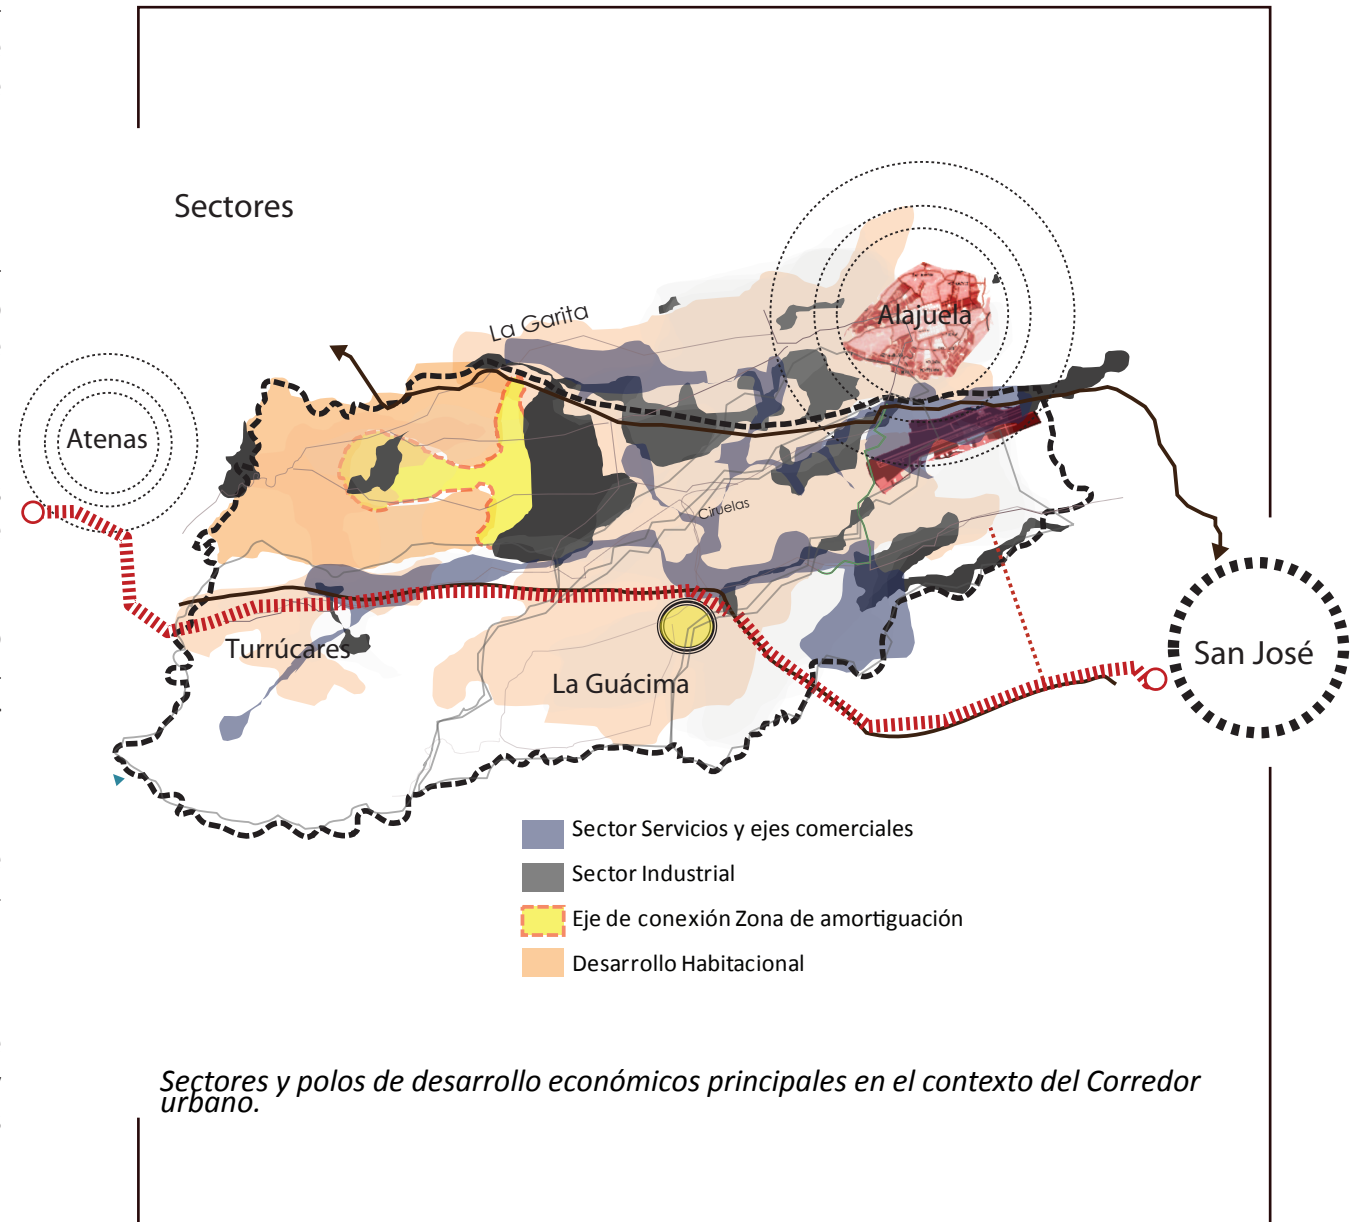 Sectores
La Garita
Alajuela
Atenas
Ciruelas
Turrúcares
La Guácima
San José
Sector Servicios y ejes comerciales
Sector Industrial
Eje de conexión Zona de amortiguación
Desarrollo Habitacional
Sectores y polos de desarrollo económicos principales en el contexto del Corredor
urbano.